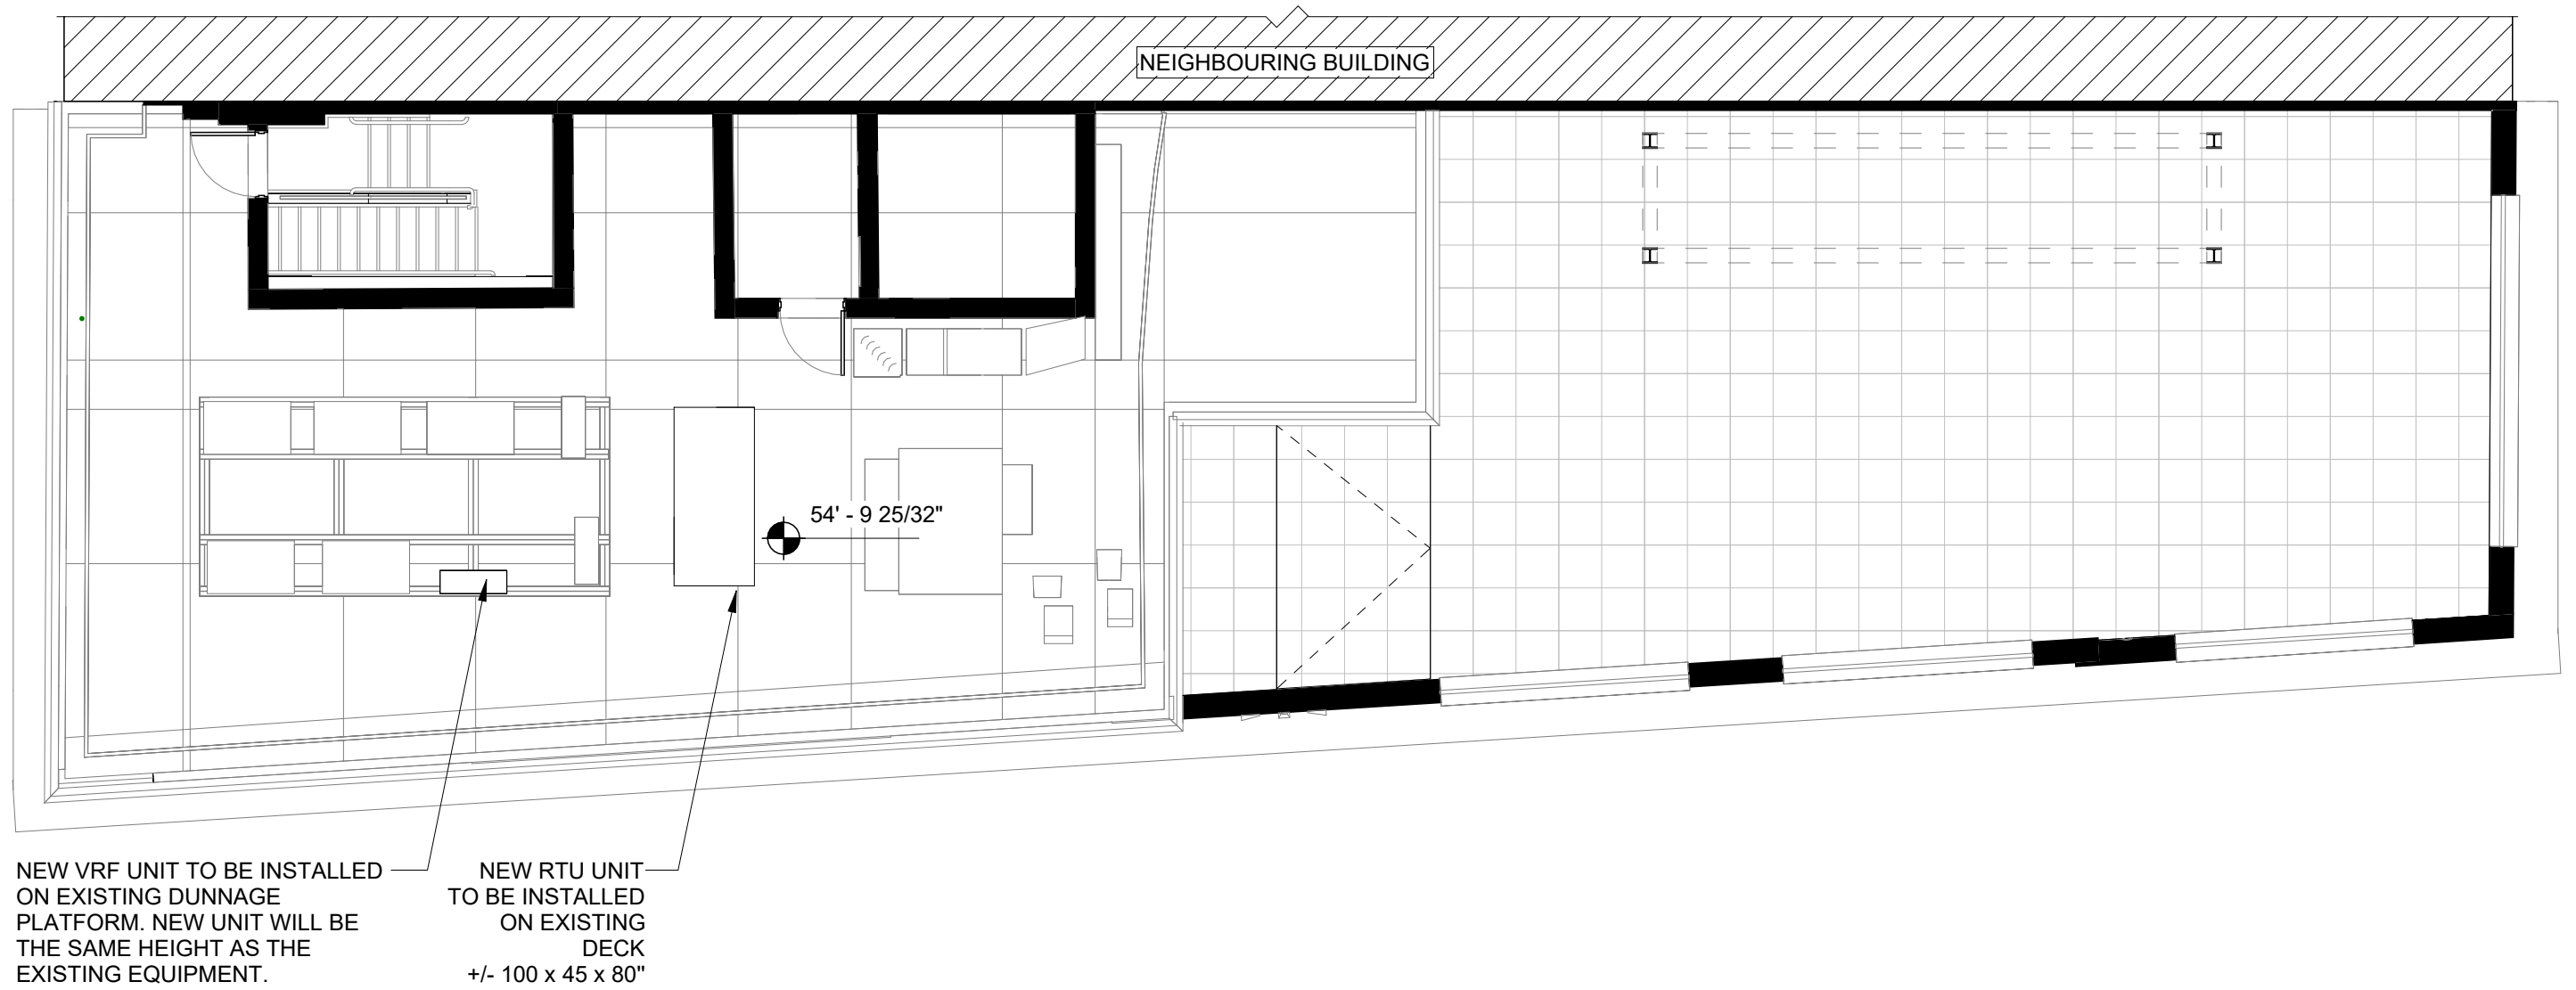 NEIGHBOURING BUILDING
54' - 9 25/32"
NEW VRF UNIT TO BE INSTALLED
ON EXISTING DUNNAGE
PLATFORM. NEW UNIT WILL BE
THE SAME HEIGHT AS THE
EXISTING EQUIPMENT.
NEW RTU UNIT
TO BE INSTALLED
ON EXISTING
DECK
+/- 100 x 45 x 80"